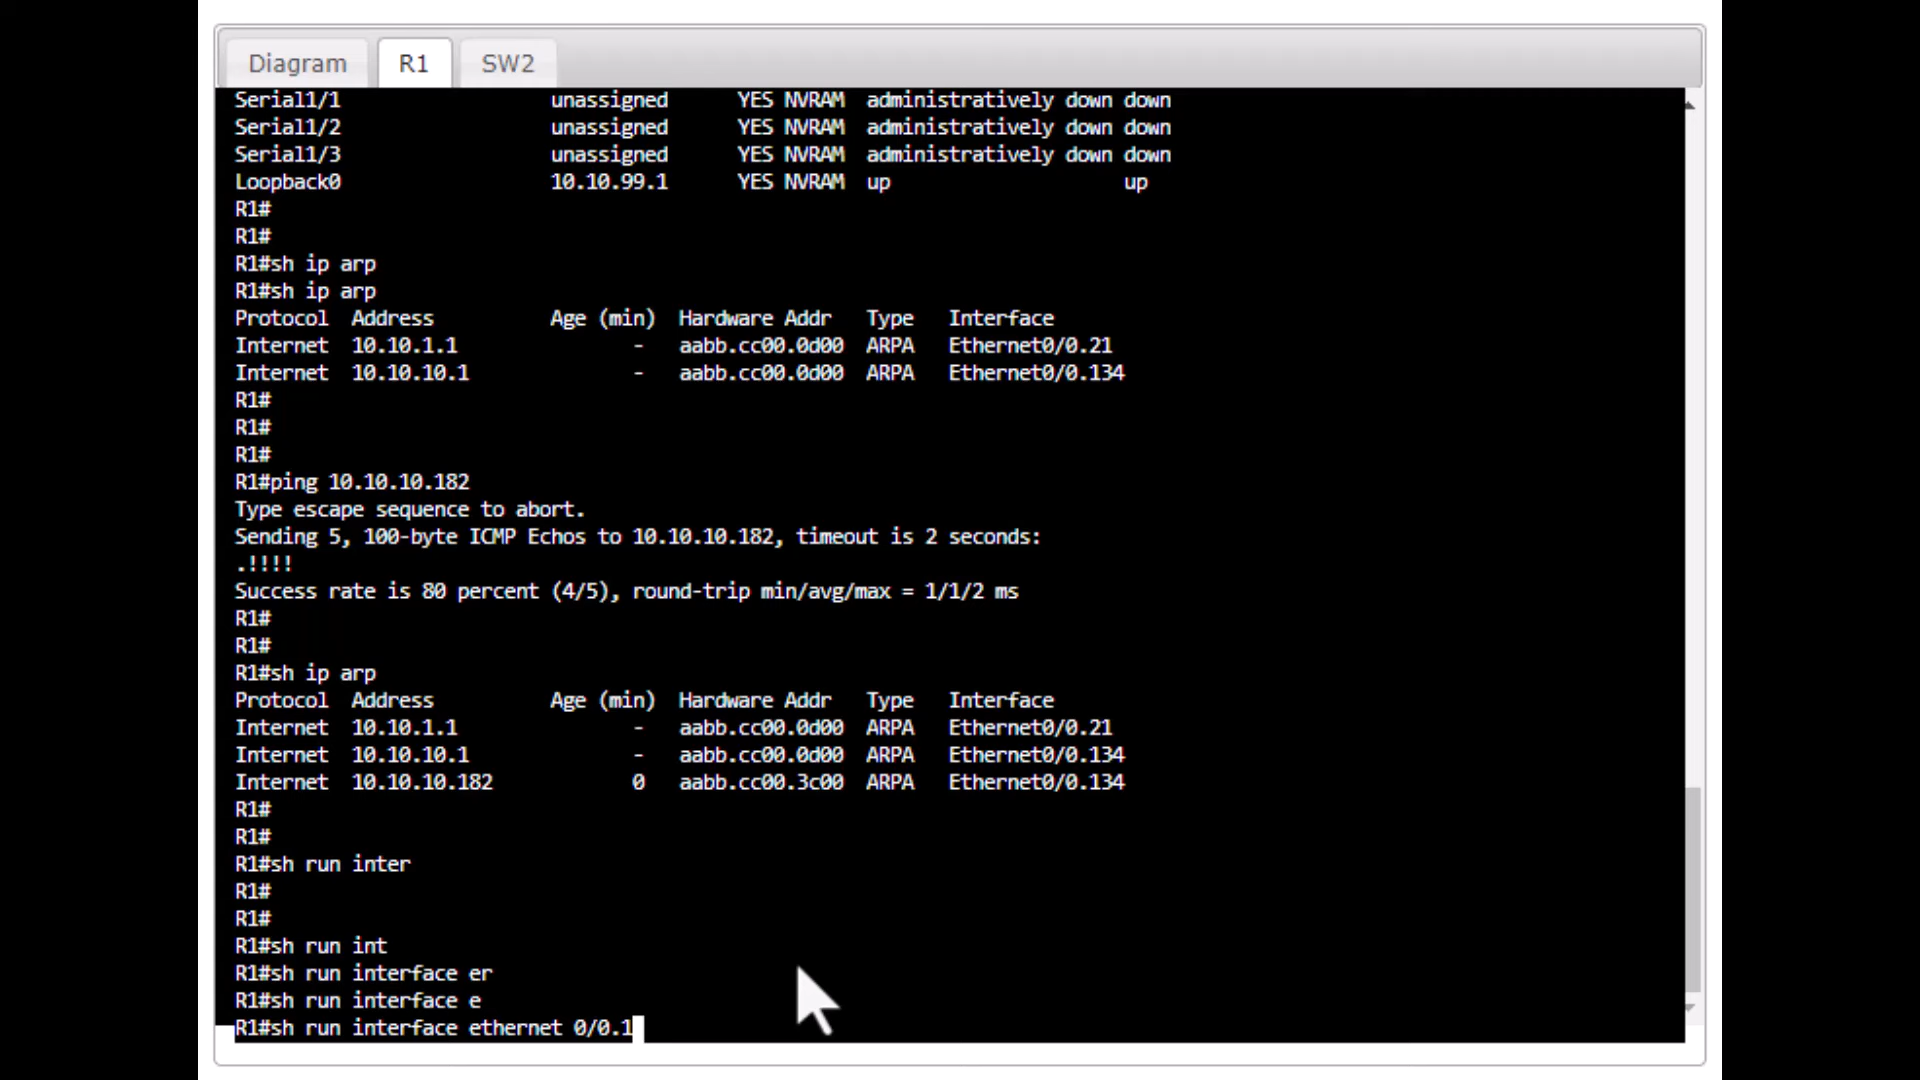 Diagram R1 SW2
Serial1/1 unassigned YES NVRAM administratively down down
Serial1/2 unassigned YES NVRAM administratively down down
Serial1/3 unassigned YES NVRAM administratively down down
Loopback0 10.10.99.1 YES NVRAM up up
R1#
R1#
R1#sh ip arp
R1#sh ip arp
Protocol Address Age (min) Hardware Addr Type Interface
Internet 10.10.1.1 - aabb.cc00.0d00 ARPA Ethernet0/0.21
Internet 10.10.10.1 - aabb.cc00.0d00 ARPA Ethernet0/0.134
R1#
R1#
R1#
R1#ping 10.10.10.182
Type escape sequence to abort.
Sending 5, 100-byte ICMP Echos to 10.10.10.182, timeout is 2 seconds:
.!!!!
Success rate is 80 percent (4/5), round-trip min/avg/max = 1/1/2 ms
R1#
R1#
R1#sh ip arp
Protocol Address Age (min) Hardware Addr Type Interface
Internet 10.10.1.1 - aabb.cc00.0d00 ARPA Ethernet0/0.21
Internet 10.10.10.1 - aabb.cc00.0d00 ARPA Ethernet0/0.134
Internet 10.10.10.182 0 aabb.cc00.3c00 ARPA Ethernet0/0.134
R1#
R1#
R1#sh run inter
R1#
R1#
R1#sh run int
R1#sh run interface er
R1#sh run interface e
R1#sh run interface ethernet 0/0.1